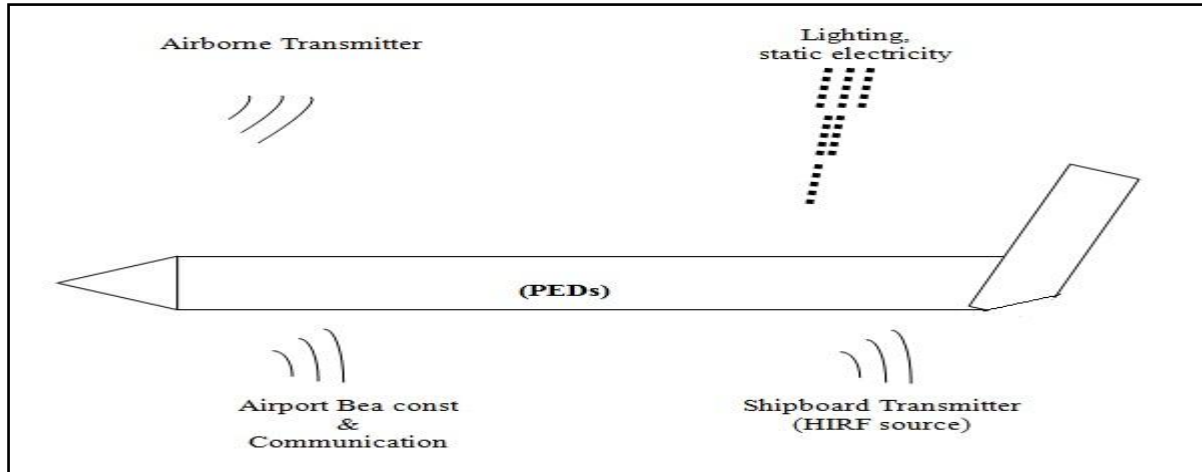 Airborne Transmitter
Lighting,
static electricity
(PEDs)
Airport Bea const
&
Communication
Shipboard Transmitter
(HIRF source)